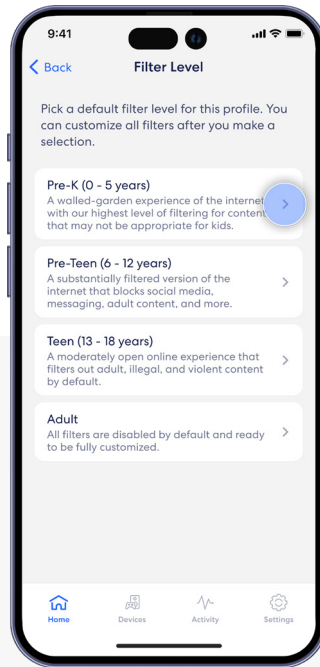 9:41
Back
Filter Level
Pick a default filter level for this profile. You
can customize all filters after you make a
selection.
Pre-K (0 - 5 years)
A walled-garden experience of the internet
with our highest level of filtering for content
that may not be appropriate for kids.
Pre-Teen (6 - 12 years)
A substantially filtered version of the
internet that blocks social media,
messaging, adult content, and more.
Teen (13 - 18 years)
A moderately open online experience that
filters out adult, illegal, and violent content
by default.
Adult
All filters are disabled by default and ready
to be fully customized.
Home Devices Activity Settings